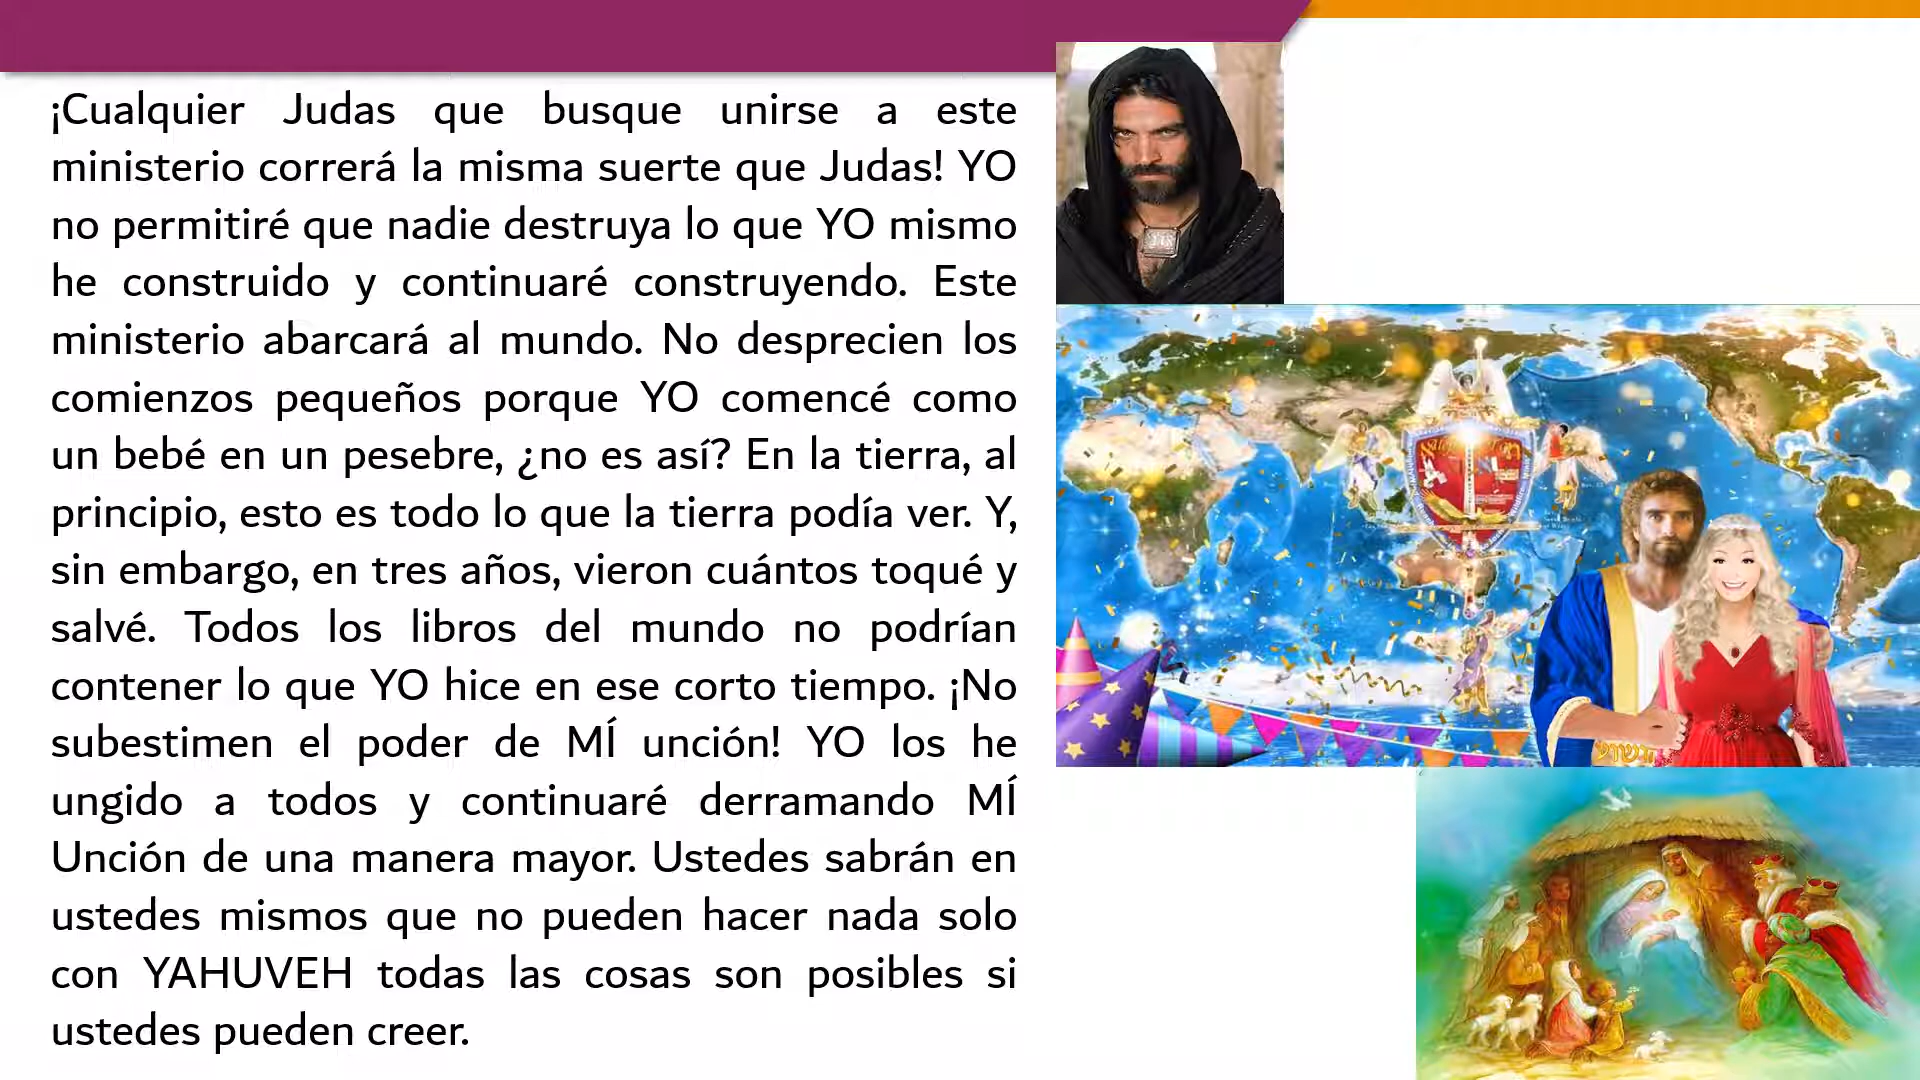 ¡Cualquier Judas que busque unirse a este
ministerio correrá la misma suerte que Judas! YO
no permitiré que nadie destruya lo que YO mismo
he construido y continuaré construyendo. Este
ministerio abarcará al mundo. No desprecien los
comienzos pequeños porque YO comencé como
un bebé en un pesebre, ¿no es así? En la tierra, al
principio, esto es todo lo que la tierra podía ver. Y,
sin embargo, en tres años, vieron cuántos toqué y
salvé. Todos los libros del mundo no podrían
contener lo que YO hice en ese corto tiempo. ¡No
subestimen el poder de MÍ unción! YO los he
ungido a todos y continuaré derramando MÍ
Unción de una manera mayor. Ustedes sabrán en
ustedes mismos que no pueden hacer nada solo
con YAHUVEH todas las cosas son posibles si
ustedes pueden creer.